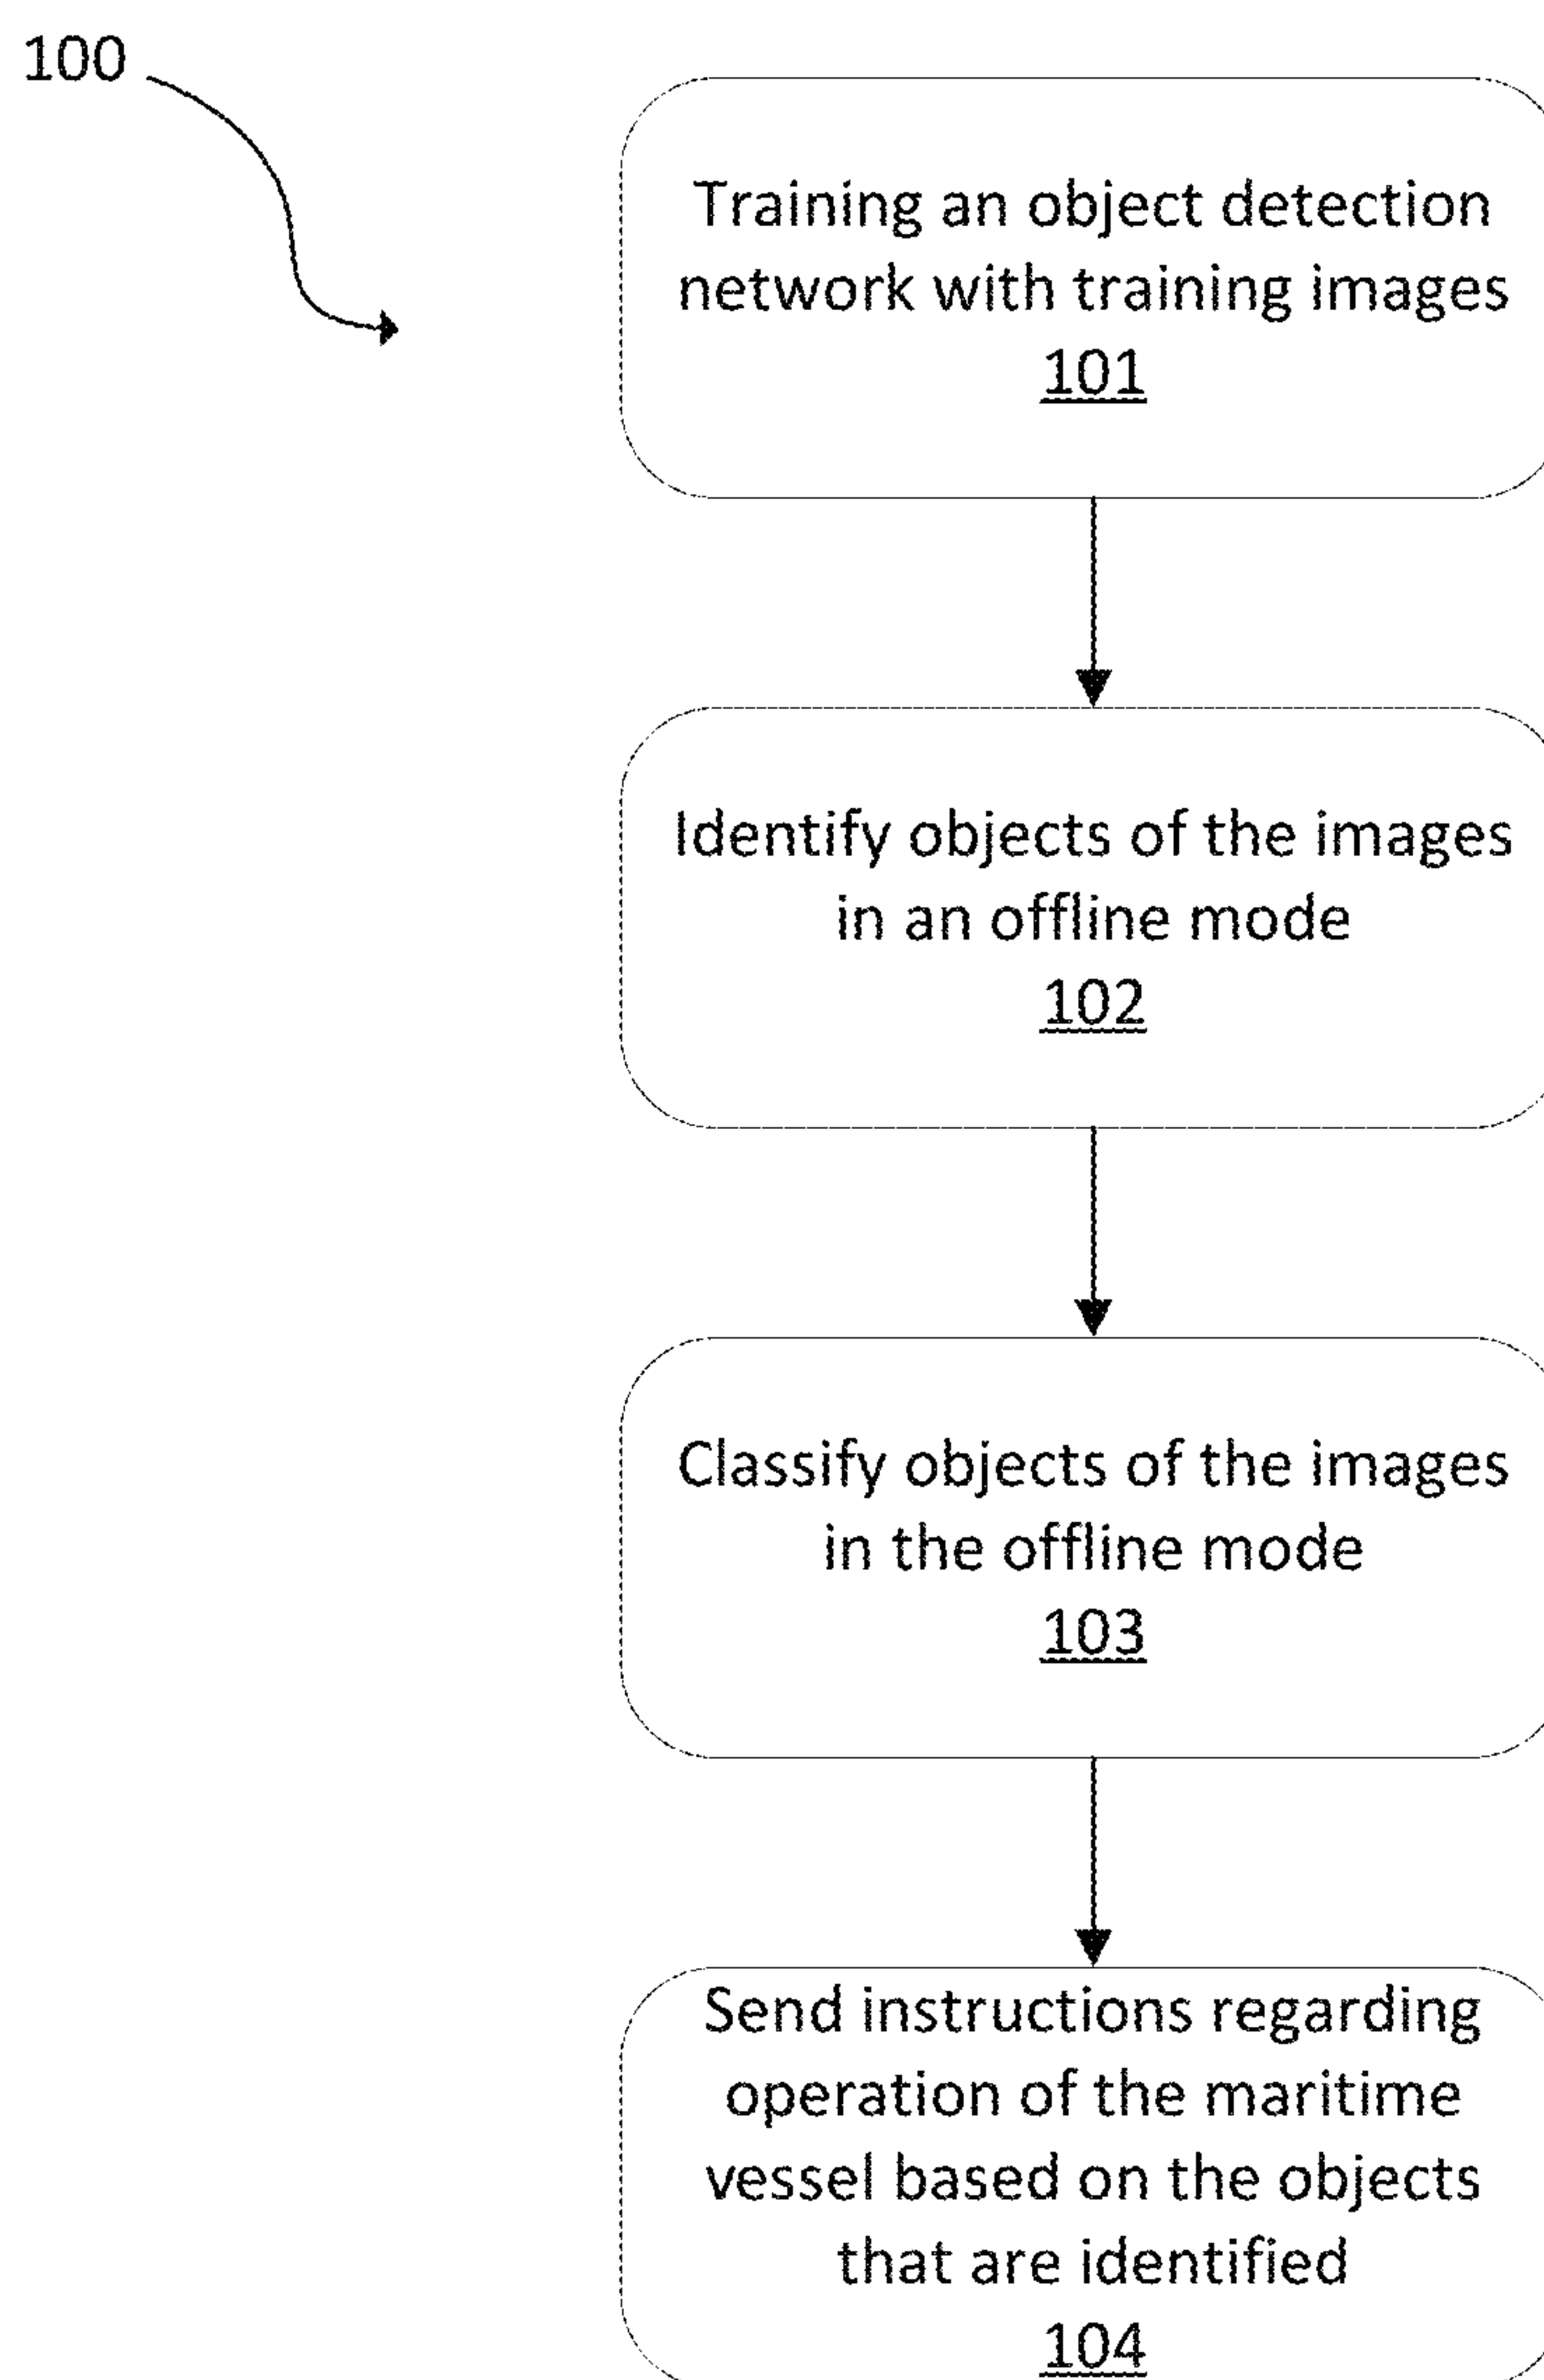 100
Training an object detection
network with training images
101
Identify objects of the images
in an offline mode
102
Classify objects of the images
in the offline mode
103
Send instructions regarding
operation of the maritime
vessel based on the objects
that are identified
104